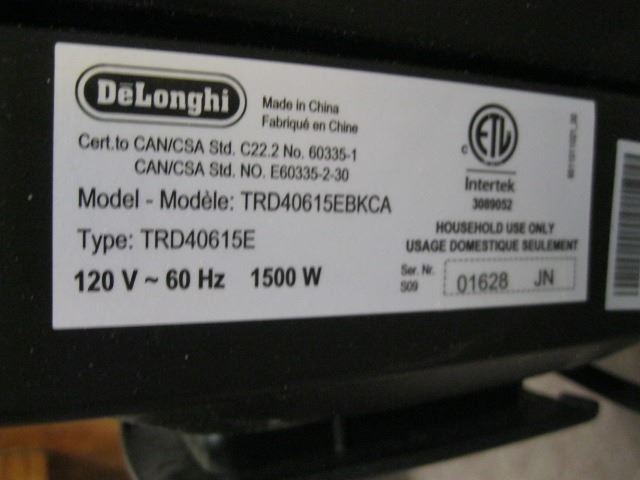 DeLonghi
Made in China
Fabriqué en Chine
Cert.to CAN/CSA Std. C22.2 No. 60335-1
CAN/CSA Std. NO. E60335-2-30
Model - Modèle: TRD40615EBKCA
Type: TRD40615E
120 V ~ 60 Hz 1500 W
C ETL
Intertek
3089052
HOUSEHOLD USE ONLY
USAGE DOMESTIQUE SEULEMENT
Ser. Nr.
S09
01628 JN